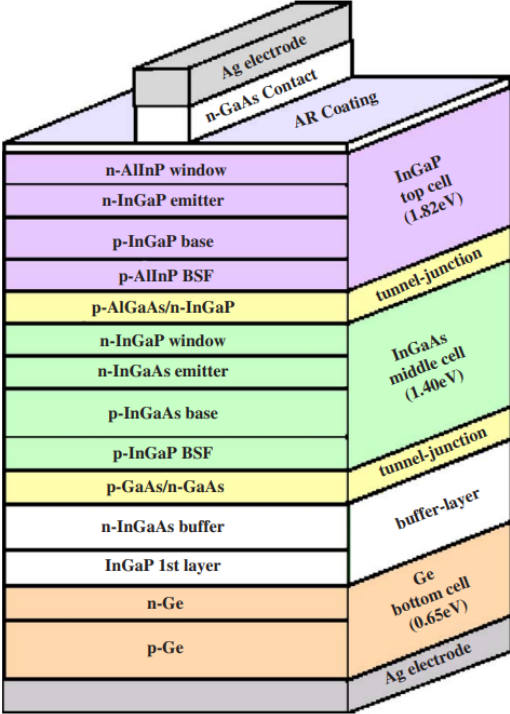 Ag electrode
n-GaAs Contact
AR Coating
n-AlInP window
n-InGaP emitter
p-InGaP base
p-AlInP BSF
InGaP
top cell
(1.82eV)
p-AlGaAs/n-InGaP
tunnel-junction
n-InGaP window
n-InGaAs emitter
p-InGaAs base
p-InGaP BSF
InGaAs
middle cell
(1.40eV)
p-GaAs/n-GaAs
tunnel-junction
n-InGaAs buffer
InGaP 1st layer
buffer-layer
n-Ge
p-Ge
Ge
bottom cell
(0.65eV)
Ag electrode